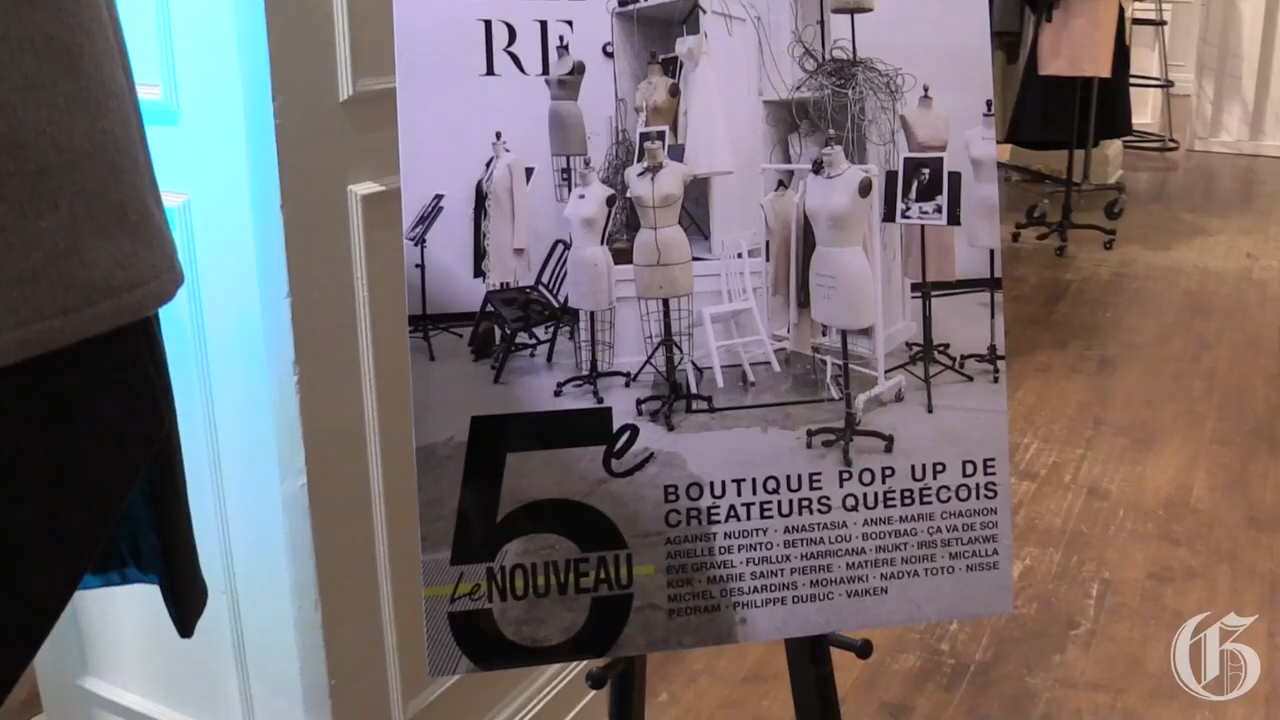 RE
5e
Le NOUVEAU
BOUTIQUE POP UP DE
CRÉATEURS QUÉBÉCOIS
AGAINST NUDITY · ANASTASIA · ANNE-MARIE CHAGNON
ARIELLE DE PINTO · BETINA LOU · BODYBAG · ÇA VA DE SOI
EVE GRAVEL · FURLUX · HARRICANA · INUKT · IRIS SETLAKWE
KQK · MARIE SAINT PIERRE · MATIÈRE NOIRE · MICALLA
MICHEL DESJARDINS · MOHAWKI · NADYA TOTO · NISSE
PEDRAM · PHILIPPE DUBUC · VAIKEN
G